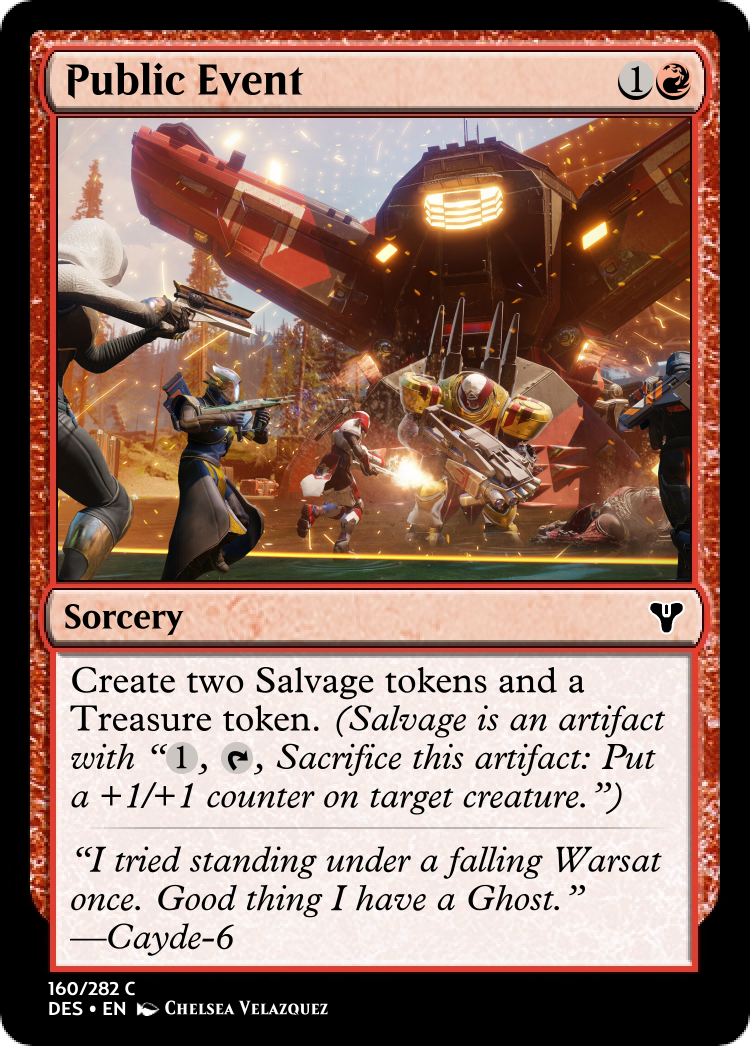 Public Event
1
Sorcery
Create two Salvage tokens and a
Treasure token. (Salvage is an artifact
with “1, , Sacrifice this artifact: Put
a +1/+1 counter on target creature.”)
“I tried standing under a falling Warsat
once. Good thing I have a Ghost.”
—Cayde-6
160/282 C
DES • EN Chelsea Velazquez